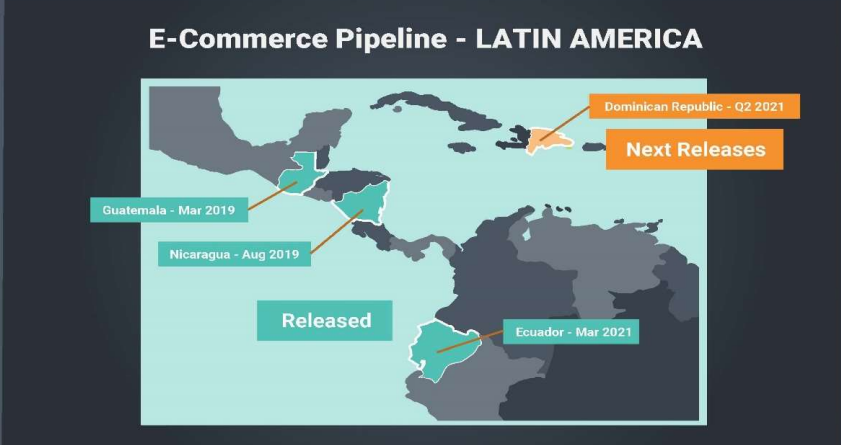 E-Commerce Pipeline - LATIN AMERICA
Dominican Republic - Q2 2021
Next Releases
Guatemala - Mar 2019
Nicaragua - Aug 2019
Released
Ecuador - Mar 2021